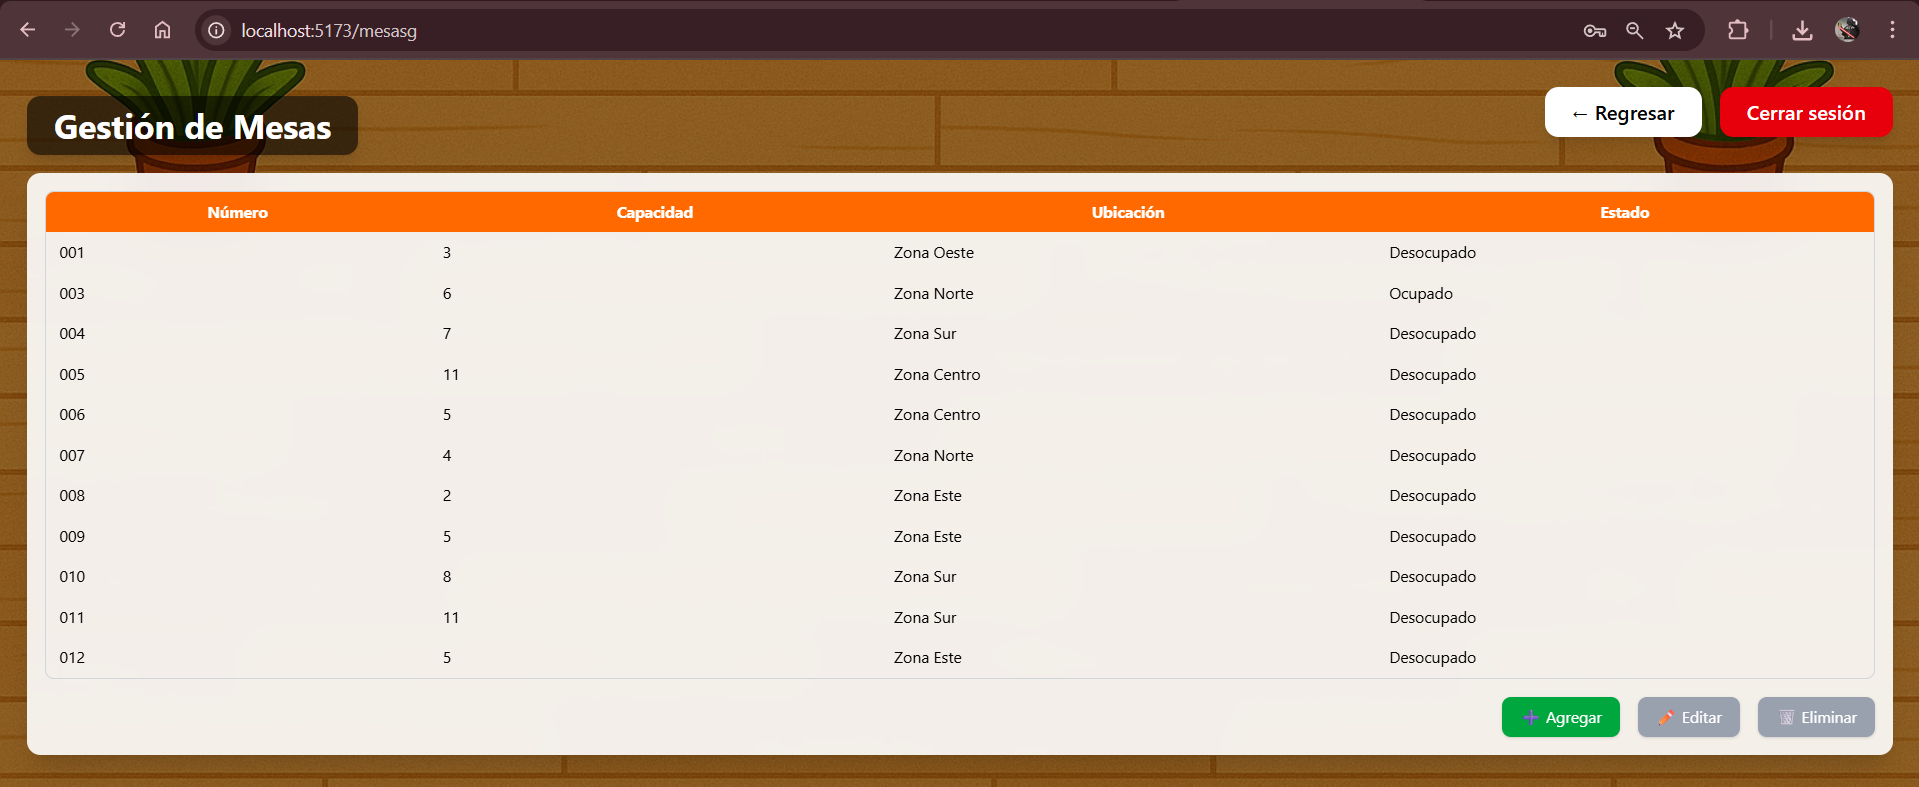 localhost:5173/mesasg
Gestión de Mesas
← Regresar
Cerrar sesión
Número Capacidad Ubicación Estado
001 3 Zona Oeste Desocupado
003 6 Zona Norte Ocupado
004 7 Zona Sur Desocupado
005 11 Zona Centro Desocupado
006 5 Zona Centro Desocupado
007 4 Zona Norte Desocupado
008 2 Zona Este Desocupado
009 5 Zona Este Desocupado
010 8 Zona Sur Desocupado
011 11 Zona Sur Desocupado
012 5 Zona Este Desocupado
➕ Agregar
✏️ Editar
🗑️ Eliminar